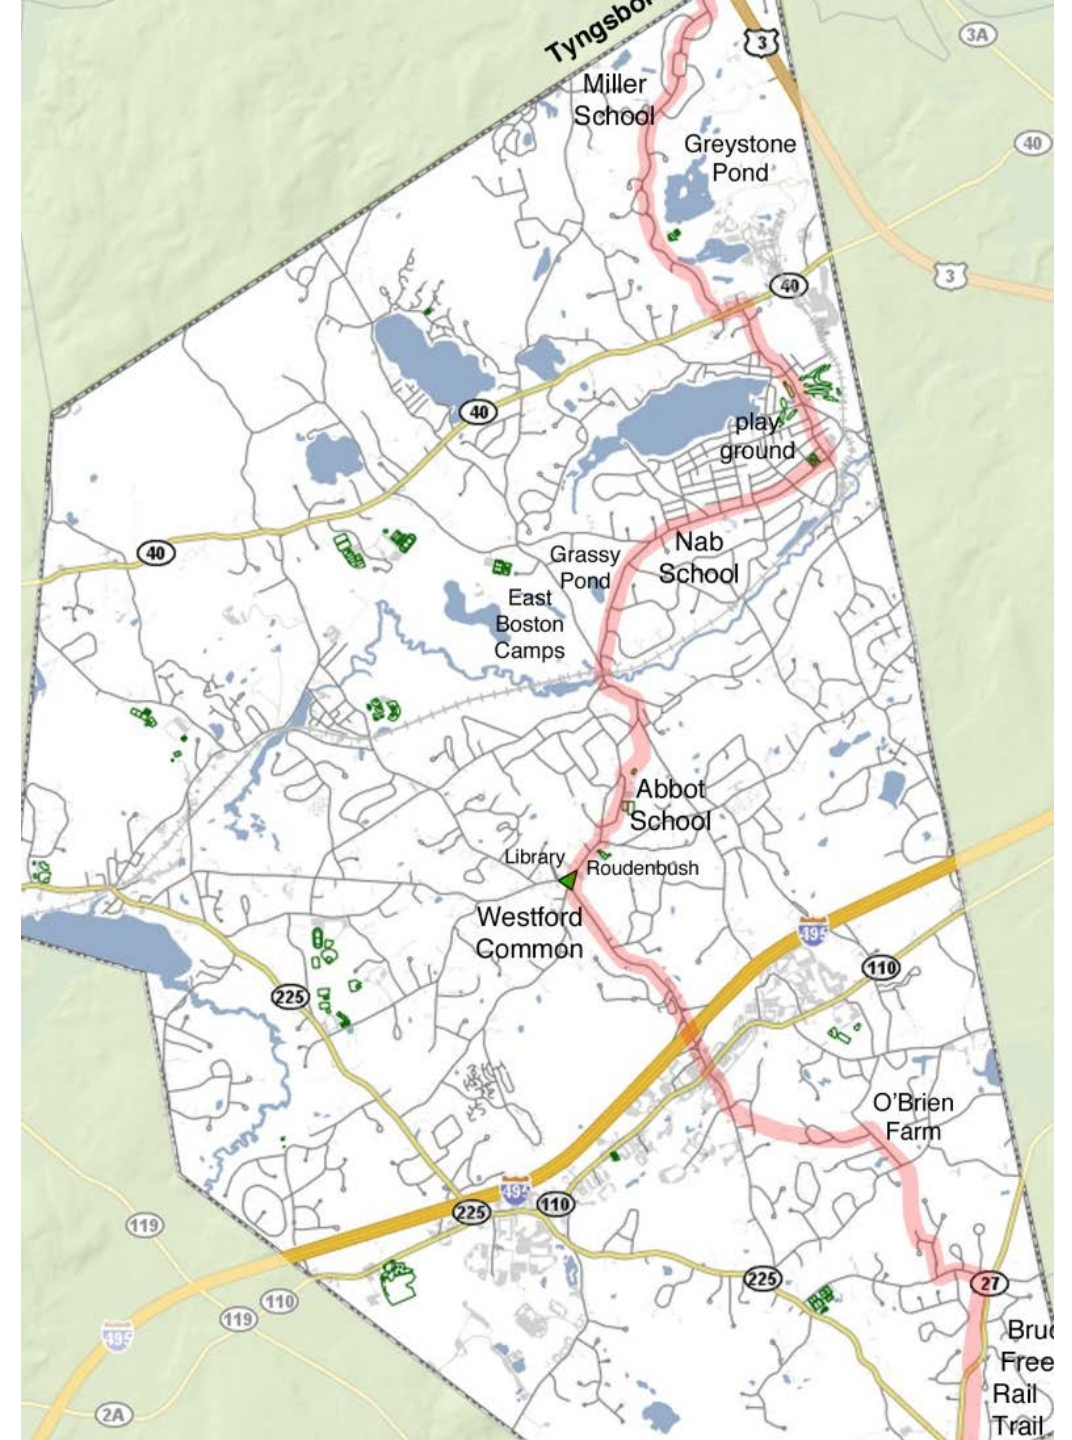 Tyngsbor
3
3A
Miller
School
40
Greystone
Pond
3
40
40
play
ground
40
Nab
School
Grassy
Pond
East
Boston
Camps
Abbot
School
Library
Roudenbush
Westford
Common
495
110
225
O'Brien
Farm
495
225
110
119
225
27
110
119
495
Bruc
Free
Rail
Trail
2A